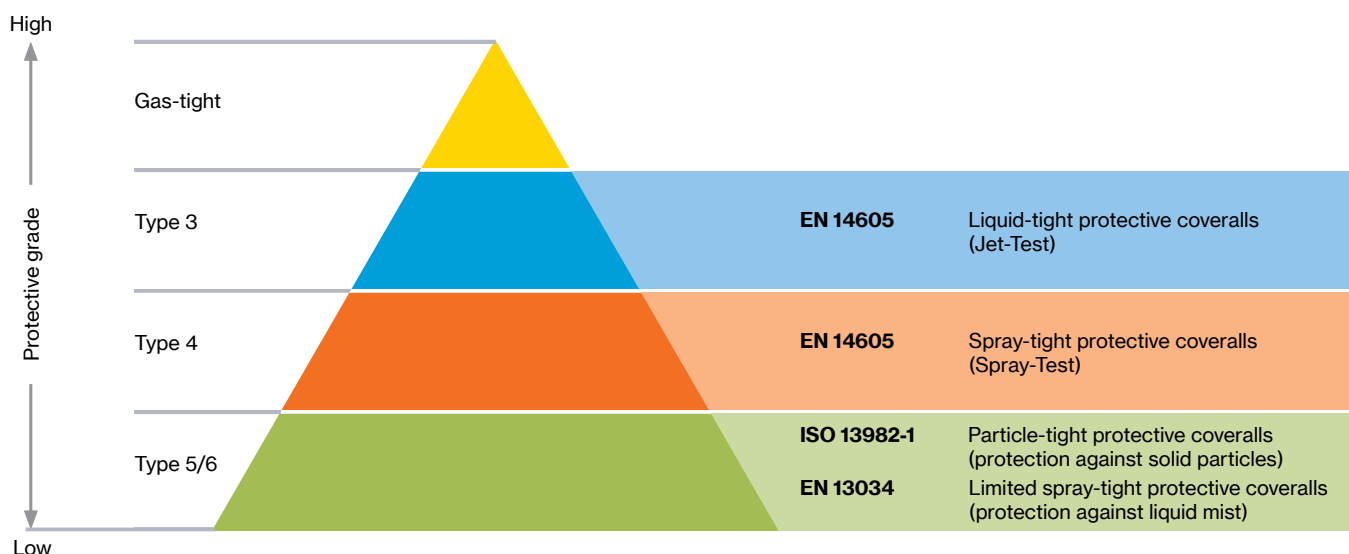 High
Protective grade
Gas-tight
Type 3
EN 14605
Liquid-tight protective coveralls
(Jet-Test)
Type 4
EN 14605
Spray-tight protective coveralls
(Spray-Test)
Type 5/6
ISO 13982-1
Particle-tight protective coveralls
(protection against solid particles)
EN 13034
Limited spray-tight protective coveralls
(protection against liquid mist)
Low